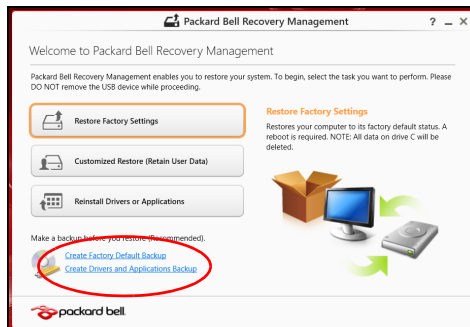 Packard Bell Recovery Management
Welcome to Packard Bell Recovery Management
Packard Bell Recovery Management enables you to restore your system. To begin, select the task you want to perform. Please
DO NOT remove the USB device while proceeding.
Restore Factory Settings
Customized Restore (Retain User Data)
Reinstall Drivers or Applications
Restore Factory Settings
Restores your computer to its factory default status. A
reboot is required. NOTE: All data on drive C will be
deleted.
Make a backup before you restore (Recommended).
Create Factory Default Backup
Create Drivers and Applications Backup
packard bell